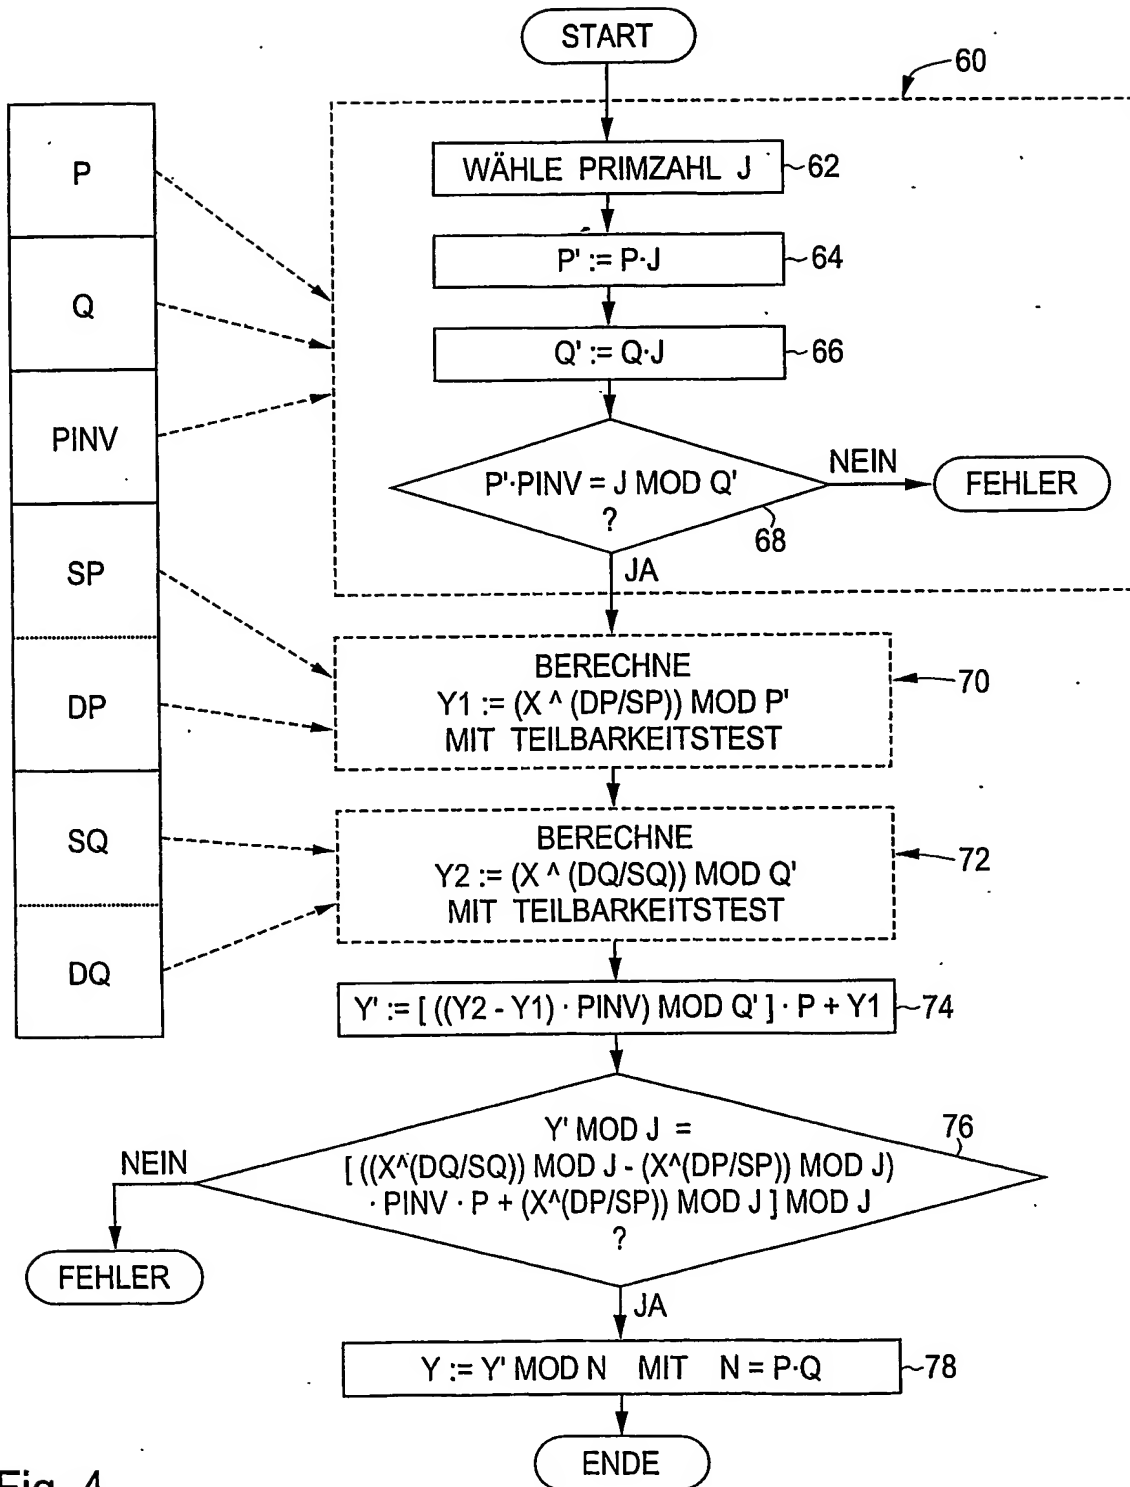 START
60
P
Q
PINV
SP
DP
SQ
DQ
WÄHLE PRIMZAHL J
62
P' := P·J
64
Q' := Q·J
66
P'·PINV = J MOD Q'
?
68
NEIN
FEHLER
JA
BERECHNE
Y1 := (X ^ (DP/SP)) MOD P'
MIT TEILBARKEITSTEST
70
BERECHNE
Y2 := (X ^ (DQ/SQ)) MOD Q'
MIT TEILBARKEITSTEST
72
Y' := [ ((Y2 - Y1) · PINV) MOD Q' ] · P + Y1
74
Y' MOD J =
[ ((X^(DQ/SQ)) MOD J - (X^(DP/SP)) MOD J)
· PINV · P + (X^(DP/SP)) MOD J ] MOD J
?
76
NEIN
FEHLER
JA
Y := Y' MOD N MIT N = P·Q
78
ENDE
Fig. 4